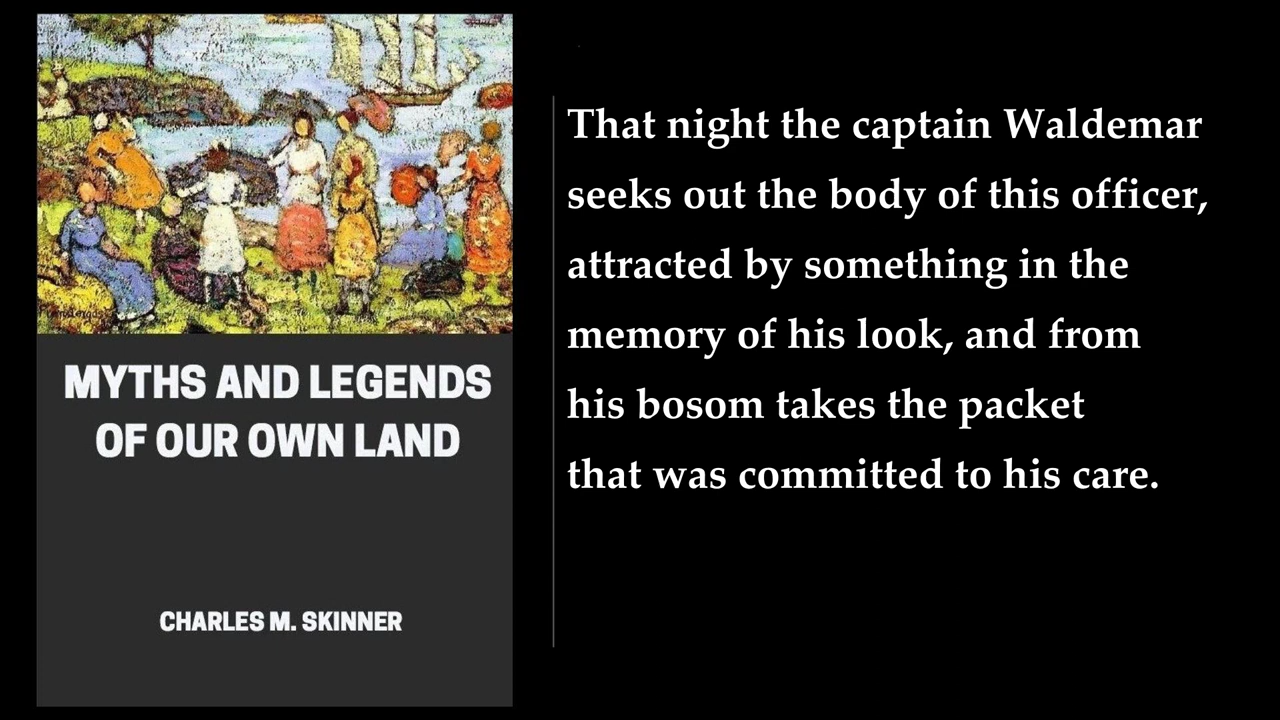 MYTHS AND LEGENDS
OF OUR OWN LAND
CHARLES M. SKINNER
That night the captain Waldemar
seeks out the body of this officer,
attracted by something in the
memory of his look, and from
his bosom takes the packet
that was committed to his care.